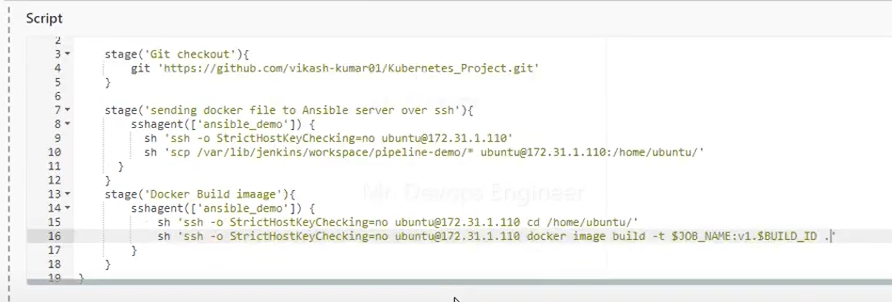 Script
2
3 stage('Git checkout'){
4 git 'https://github.com/vikash-kumar01/Kubernetes_Project.git'
5 }
6
7 stage('sending docker file to Ansible server over ssh'){
8 sshagent(['ansible_demo']) {
9 sh 'ssh -o StrictHostKeyChecking=no ubuntu@172.31.1.110'
10 sh 'scp /var/lib/jenkins/workspace/pipeline-demo/* ubuntu@172.31.1.110:/home/ubuntu/'
11 }
12 }
13 stage('Docker Build imaage'){
14 sshagent(['ansible_demo']) {
15 sh 'ssh -o StrictHostKeyChecking=no ubuntu@172.31.1.110 cd /home/ubuntu/'
16 sh 'ssh -o StrictHostKeyChecking=no ubuntu@172.31.1.110 docker image build -t $JOB_NAME:v1.$BUILD_ID .'
17 }
18 }
19 }
Mr. Devops Engineer